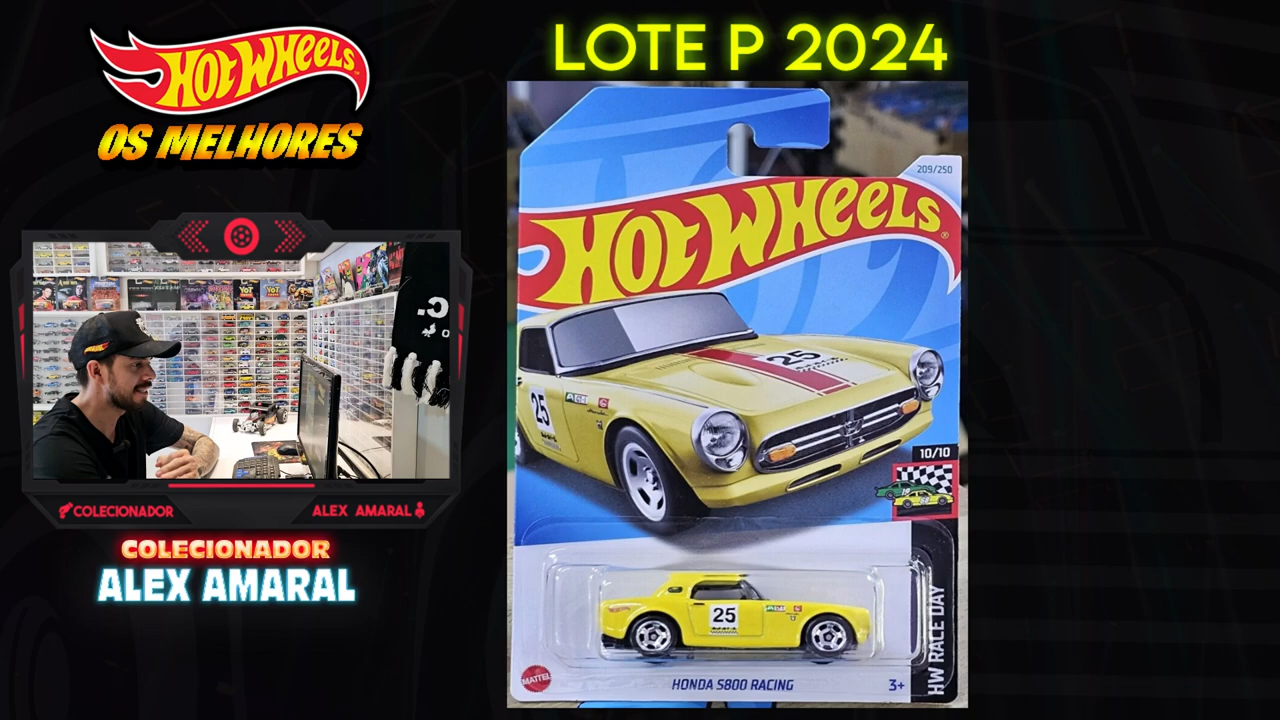 HOT WHEELS
OS MELHORES
LOTE P 2024
209/250
HOT WHEELS
25
25
10/10
25
HW RACE DAY
MATTEL
HONDA S800 RACING
3+
COLECIONADOR
ALEX AMARAL
COLECIONADOR
ALEX AMARAL